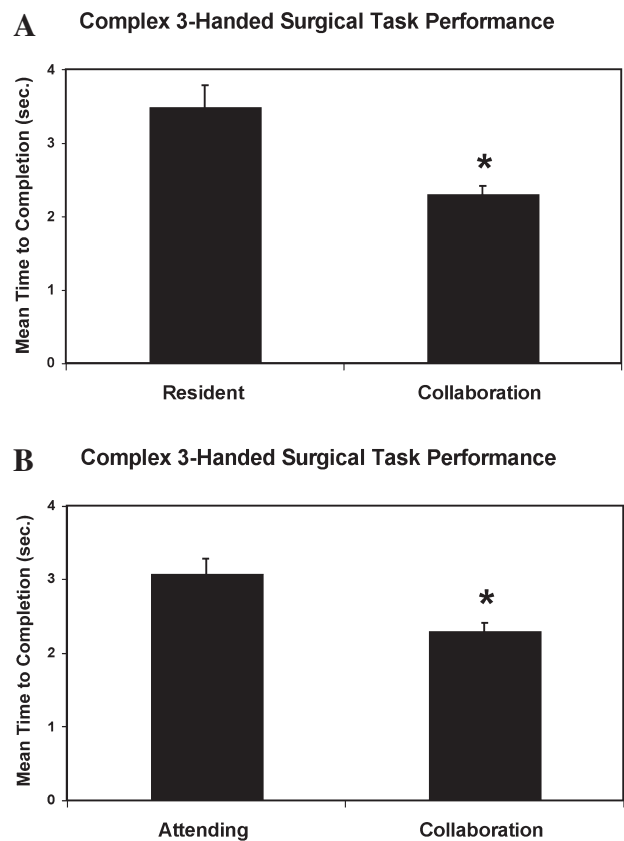 A
Complex 3-Handed Surgical Task Performance
Mean Time to Completion (sec.)
4
3
2
1
0
*
Resident
Collaboration
B
Complex 3-Handed Surgical Task Performance
Mean Time to Completion (sec.)
4
3
2
1
0
*
Attending
Collaboration